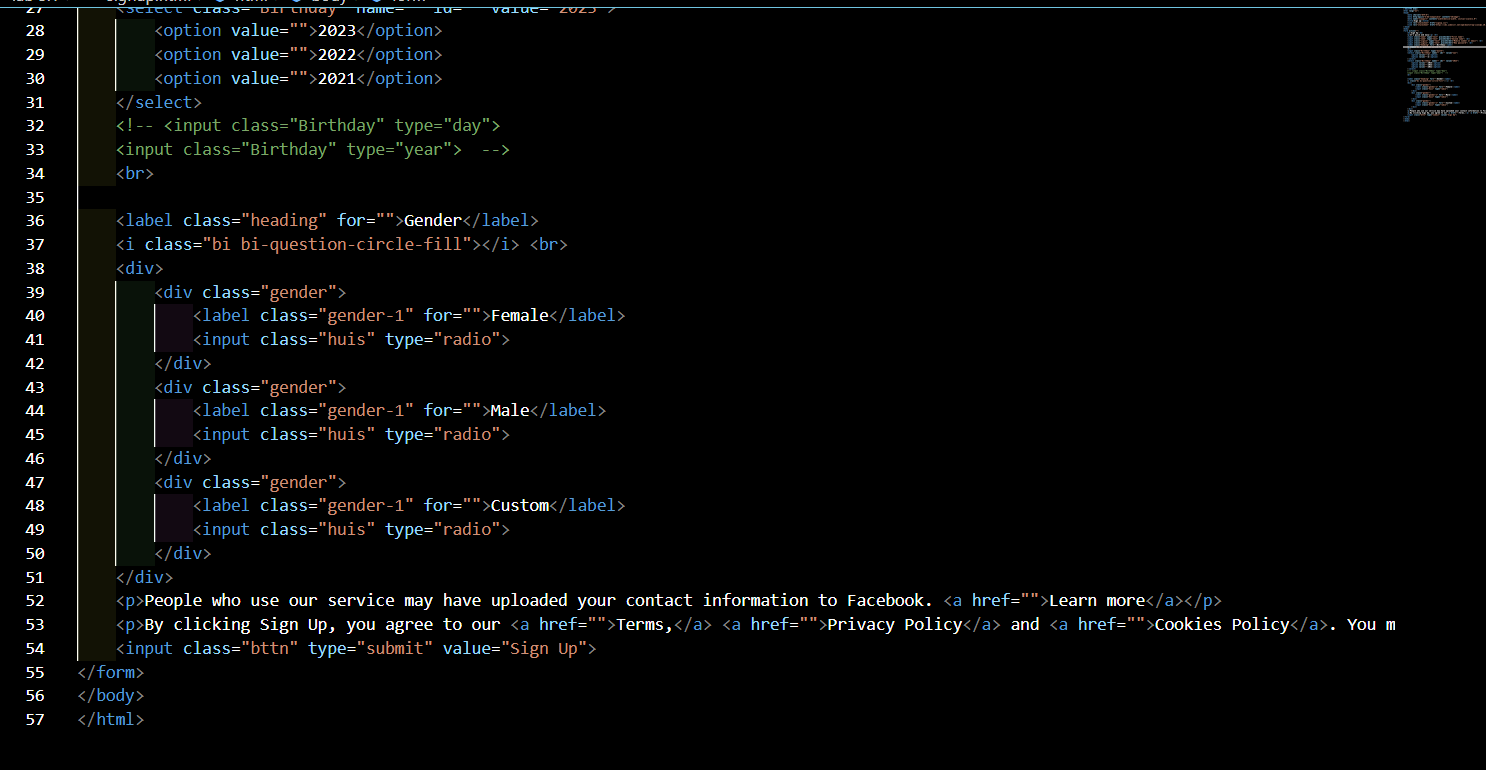 27 <select class="Birthday" name="" id="" value="2023">
28 <option value="">2023</option>
29 <option value="">2022</option>
30 <option value="">2021</option>
31 </select>
32 <!-- <input class="Birthday" type="day">
33 <input class="Birthday" type="year">  -->
34 <br>
35
36 <label class="heading" for="">Gender</label>
37 <i class="bi bi-question-circle-fill"></i> <br>
38 <div>
39 <div class="gender">
40 <label class="gender-1" for="">Female</label>
41 <input class="huis" type="radio">
42 </div>
43 <div class="gender">
44 <label class="gender-1" for="">Male</label>
45 <input class="huis" type="radio">
46 </div>
47 <div class="gender">
48 <label class="gender-1" for="">Custom</label>
49 <input class="huis" type="radio">
50 </div>
51 </div>
52 <p>People who use our service may have uploaded your contact information to Facebook. <a href="">Learn more</a></p>
53 <p>By clicking Sign Up, you agree to our <a href="">Terms,</a> <a href="">Privacy Policy</a> and <a href="">Cookies Policy</a>. You m
54 <input class="bttn" type="submit" value="Sign Up">
55 </form>
56 </body>
57 </html>